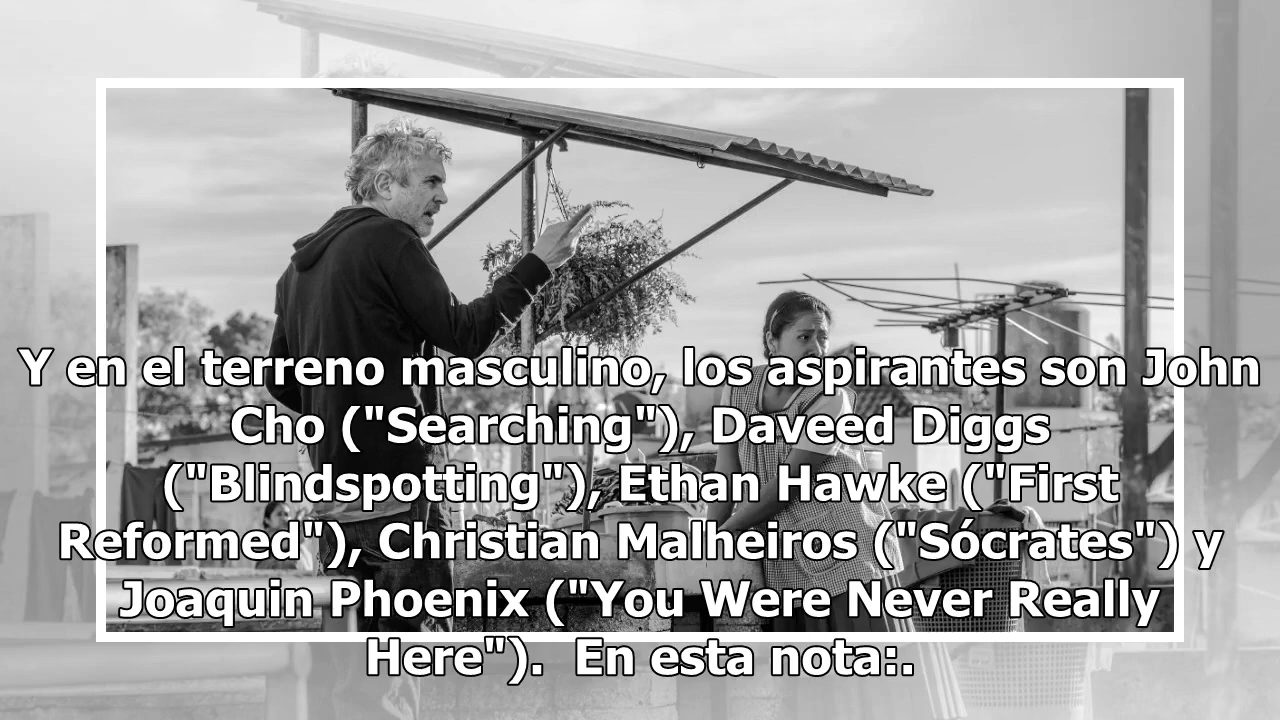 Y en el terreno masculino, los aspirantes son John
Cho ("Searching"), Daveed Diggs
("Blindspotting"), Ethan Hawke ("First
Reformed"), Christian Malheiros ("Sócrates") y
Joaquin Phoenix ("You Were Never Really
Here").  En esta nota:.